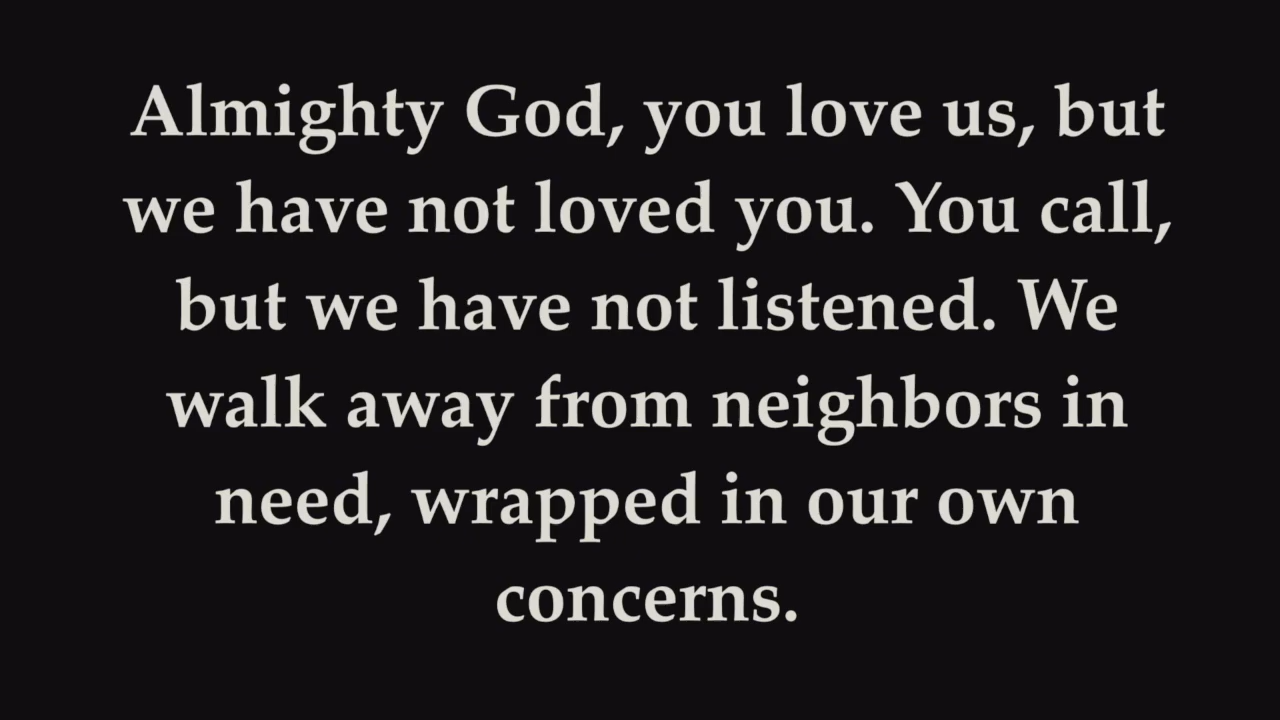 Almighty God, you love us, but
we have not loved you. You call,
but we have not listened. We
walk away from neighbors in
need, wrapped in our own
concerns.